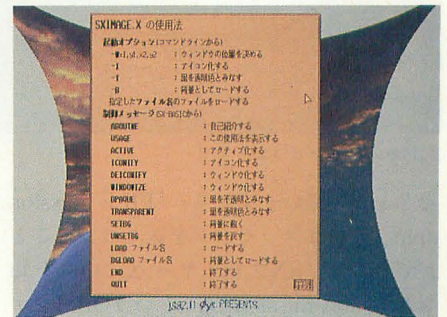 SXIMAGE.X の使用法
起動オプション(コマンドラインから)
-Wx1,y1,x2,y2 : ウィンドウの位置を決める
-I : アイコン化する
-T : 黒を透明色とみなす
-B : 背景としてロードする
指定したファイル名のファイルをロードする
制御メッセージ(SX-BASICから)
ABOUTME : 自己紹介する
USAGE : この使用法を表示する
ACTIVE : アクティブ化する
ICONIFY : アイコン化する
DEICONIFY : ウィンドウ化する
WINDOWIZE : ウィンドウ化する
OPAQUE : 黒を不透明とみなす
TRANSPARENT : 黒を透明色とみなす
SETBG : 背景に敷く
UNSETBG : 背景を戻す
LOAD ファイル名 : ロードする
BGLOAD ファイル名 : 背景としてロードする
END : 終了する
QUIT : 終了する
PRESENTS